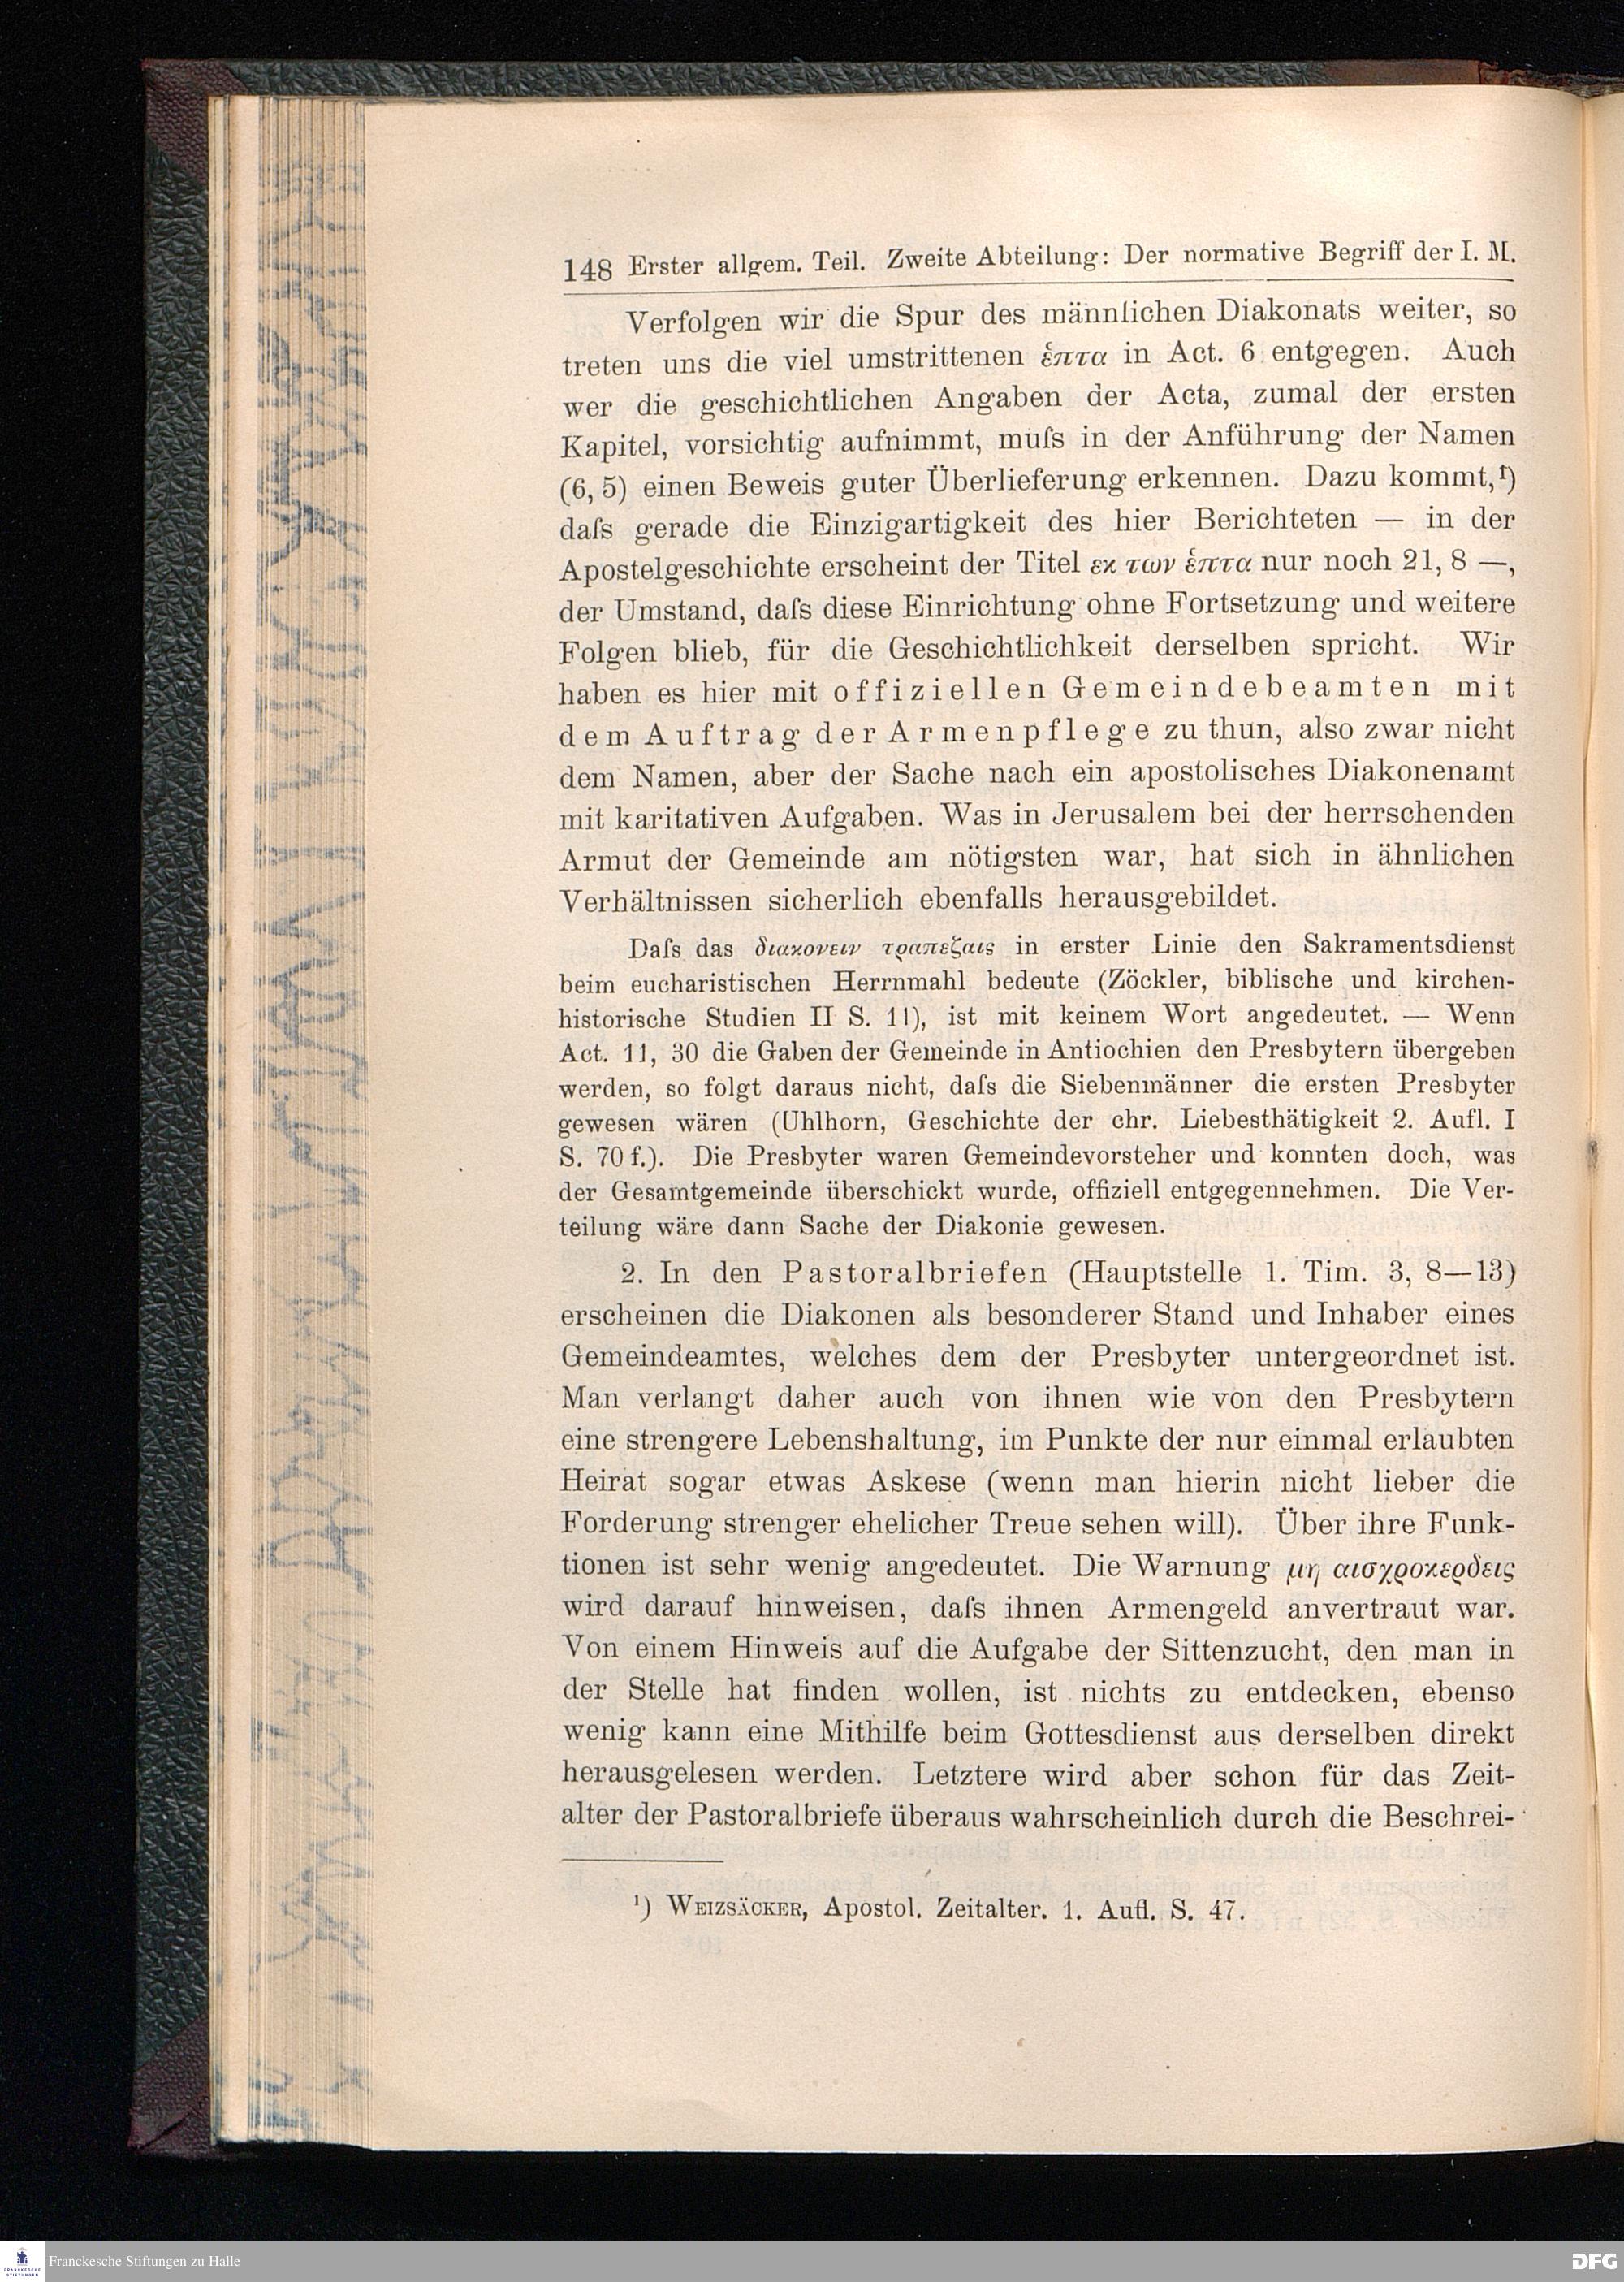 148 Erster allgem. Teil. Zweite Abteilung: Der normative Begriff der I. M.
Verfolgen wir die Spur des männlichen Diakonats weiter, so
treten uns die viel umstrittenen ἑπτα in Act. 6 entgegen. Auch
wer die geschichtlichen Angaben der Acta, zumal der ersten
Kapitel, vorsichtig aufnimmt, muſs in der Anführung der Namen
(6, 5) einen Beweis guter Überlieferung erkennen. Dazu kommt,¹)
daſs gerade die Einzigartigkeit des hier Berichteten — in der
Apostelgeschichte erscheint der Titel εκ των ἑπτα nur noch 21, 8 —,
der Umstand, daſs diese Einrichtung ohne Fortsetzung und weitere
Folgen blieb, für die Geschichtlichkeit derselben spricht. Wir
haben es hier mit offiziellen Gemeindebeamten mit
dem Auftrag der Armenpflege zu thun, also zwar nicht
dem Namen, aber der Sache nach ein apostolisches Diakonenamt
mit karitativen Aufgaben. Was in Jerusalem bei der herrschenden
Armut der Gemeinde am nötigsten war, hat sich in ähnlichen
Verhältnissen sicherlich ebenfalls herausgebildet.
Daſs das διακονειν τραπεζαις in erster Linie den Sakramentsdienst
beim eucharistischen Herrnmahl bedeute (Zöckler, biblische und kirchen-
historische Studien II S. 11), ist mit keinem Wort angedeutet. — Wenn
Act. 11, 30 die Gaben der Gemeinde in Antiochien den Presbytern übergeben
werden, so folgt daraus nicht, daſs die Siebenmänner die ersten Presbyter
gewesen wären (Uhlhorn, Geschichte der chr. Liebesthätigkeit 2. Aufl. I
S. 70 f.). Die Presbyter waren Gemeindevorsteher und konnten doch, was
der Gesamtgemeinde überschickt wurde, offiziell entgegennehmen. Die Ver-
teilung wäre dann Sache der Diakonie gewesen.
2. In den Pastoralbriefen (Hauptstelle 1. Tim. 3, 8—13)
erscheinen die Diakonen als besonderer Stand und Inhaber eines
Gemeindeamtes, welches dem der Presbyter untergeordnet ist.
Man verlangt daher auch von ihnen wie von den Presbytern
eine strengere Lebenshaltung, im Punkte der nur einmal erlaubten
Heirat sogar etwas Askese (wenn man hierin nicht lieber die
Forderung strenger ehelicher Treue sehen will). Über ihre Funk-
tionen ist sehr wenig angedeutet. Die Warnung μη αισχροκερδεις
wird darauf hinweisen, daſs ihnen Armengeld anvertraut war.
Von einem Hinweis auf die Aufgabe der Sittenzucht, den man in
der Stelle hat finden wollen, ist nichts zu entdecken, ebenso
wenig kann eine Mithilfe beim Gottesdienst aus derselben direkt
herausgelesen werden. Letztere wird aber schon für das Zeit-
alter der Pastoralbriefe überaus wahrscheinlich durch die Beschrei-
¹) WEIZSÄCKER, Apostol. Zeitalter. 1. Aufl. S. 47.
Franckesche Stiftungen zu Halle
DFG